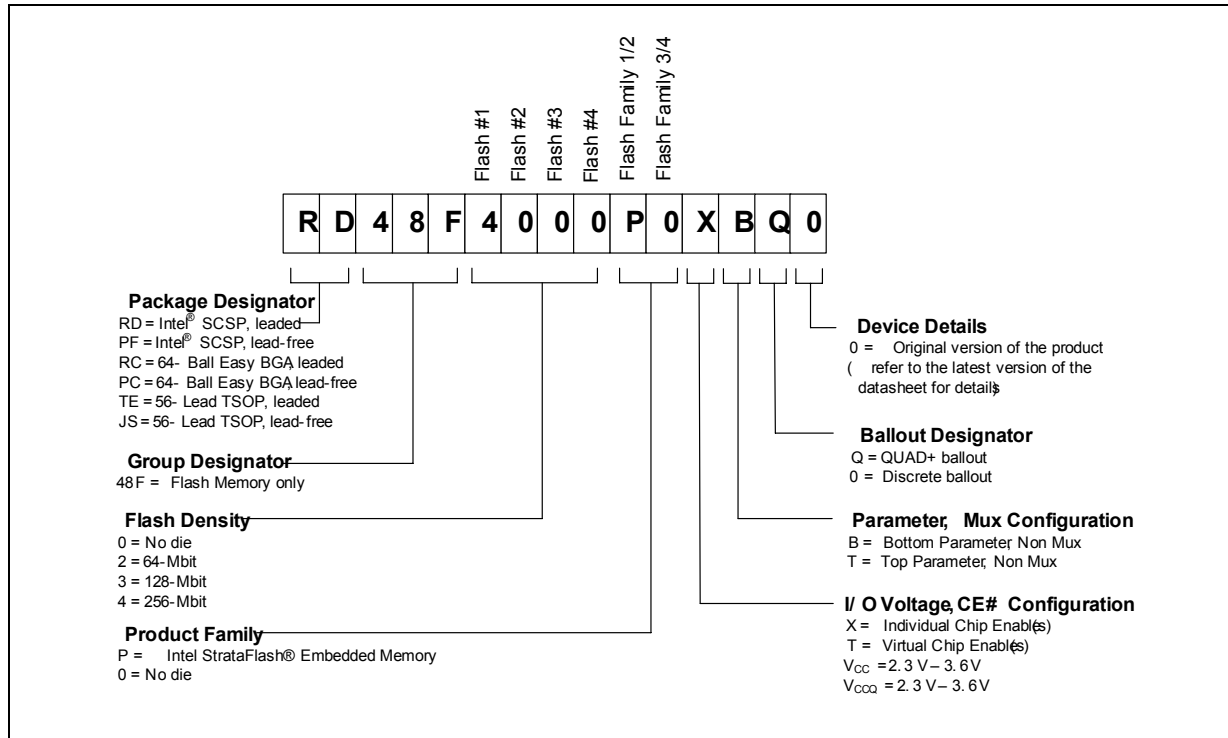 Flash #1
Flash #2
Flash #3
Flash #4
Flash Family 1/2
Flash Family 3/4
R D 4 8 F 4 0 0 0 P 0 X B Q 0
Package Designator
RD = Intel® SCSP, leaded
PF = Intel® SCSP, lead-free
RC = 64- Ball Easy BGA, leaded
PC = 64- Ball Easy BGA, lead-free
TE = 56- Lead TSOP, leaded
JS = 56- Lead TSOP, lead-free
Group Designator
48F = Flash Memory only
Flash Density
0 = No die
2 = 64-Mbit
3 = 128-Mbit
4 = 256-Mbit
Product Family
P = Intel StrataFlash® Embedded Memory
0 = No die
Device Details
0 = Original version of the product
( refer to the latest version of the
datasheet for details)
Ballout Designator
Q = QUAD+ ballout
0 = Discrete ballout
Parameter, Mux Configuration
B = Bottom Parameter, Non Mux
T = Top Parameter, Non Mux
I/ O Voltage, CE# Configuration
X = Individual Chip Enable(s)
T = Virtual Chip Enable(s)
VCC = 2.3 V – 3.6 V
VCCQ = 2.3 V – 3.6 V